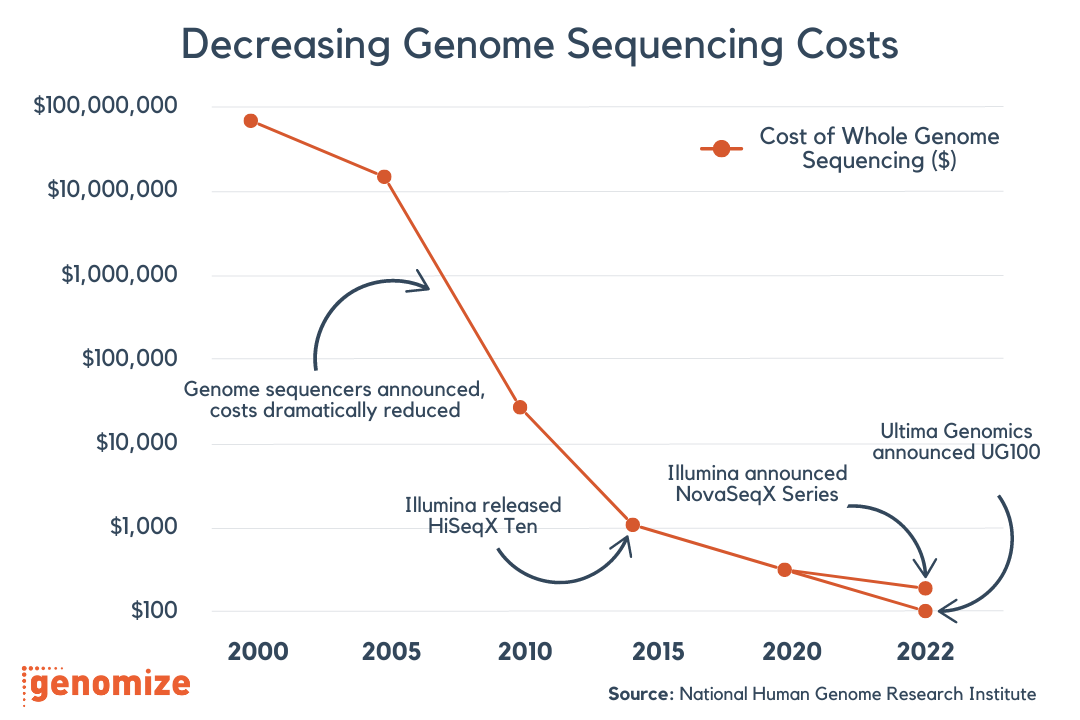 Decreasing Genome Sequencing Costs
$100,000,000
$10,000,000
$1,000,000
$100,000
$10,000
$1,000
$100
Cost of Whole Genome
Sequencing ($)
Genome sequencers announced,
costs dramatically reduced
Illumina released
HiSeqX Ten
Illumina announced
NovaSeqX Series
Ultima Genomics
announced UG100
2000 2005 2010 2015 2020 2022
genomize
Source: National Human Genome Research Institute